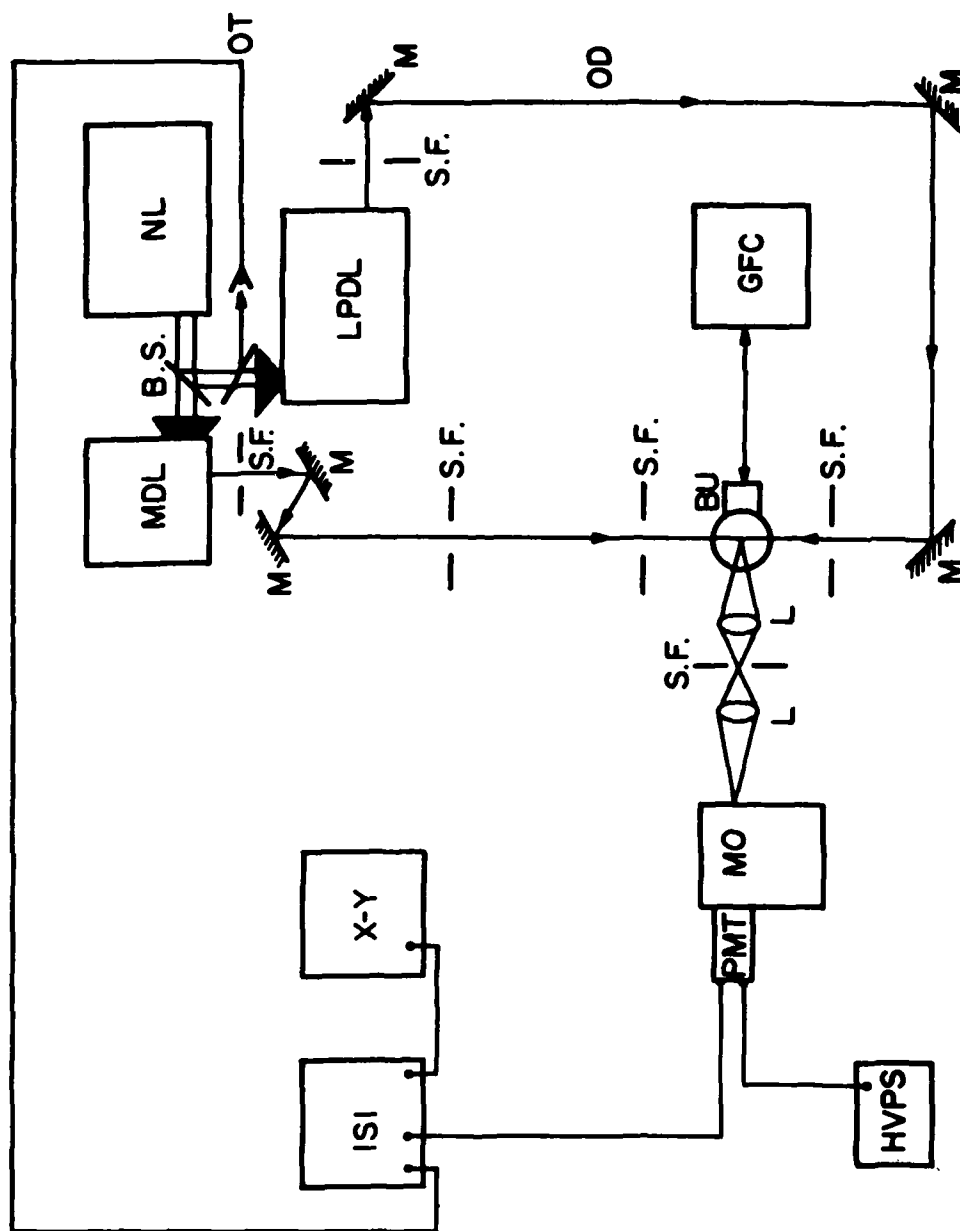 OT
NL
B.S.
MDL
S.F.
M
M
LPDL
S.F.
M
OD
M
S.F.
S.F.
BU
GFC
S.F.
M
S.F.
L
L
MO
PMT
X-Y
ISI
HVPS